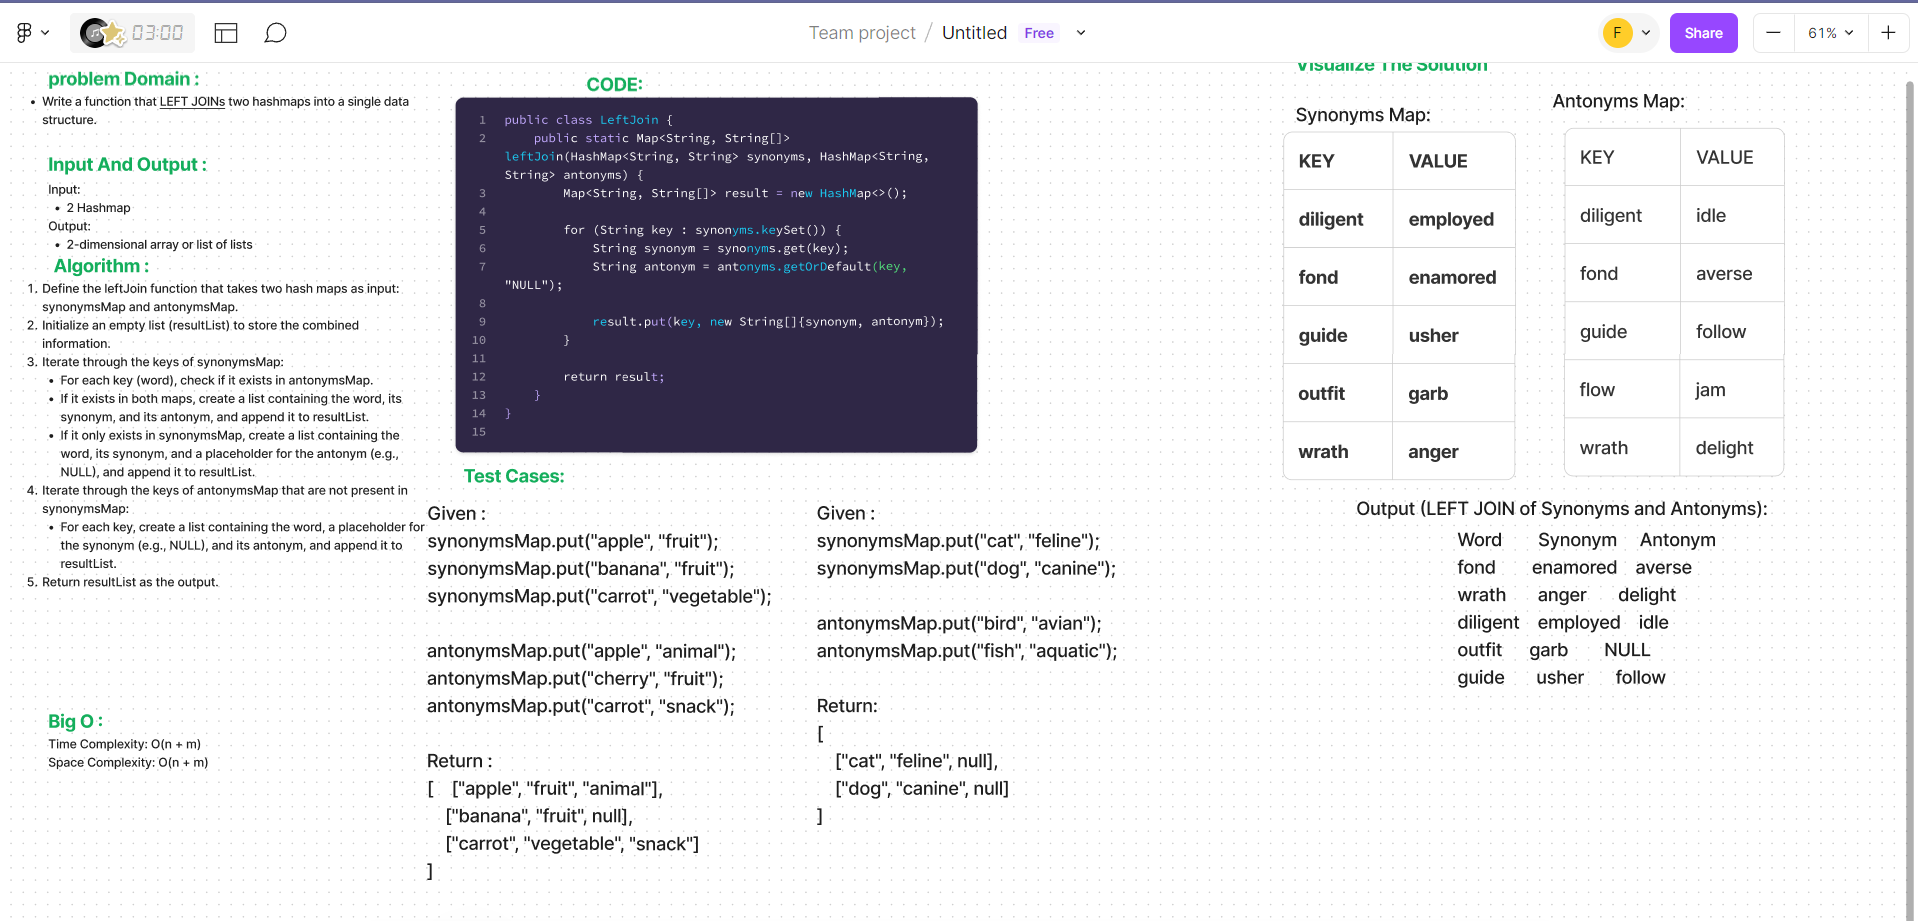 03:00
Team project / Untitled Free
F
Share
61%
problem Domain :
• Write a function that LEFT JOINs two hashmaps into a single data
structure.
Input And Output :
Input:
• 2 Hashmap
Output:
• 2-dimensional array or list of lists
Algorithm :
1. Define the leftJoin function that takes two hash maps as input:
synonymsMap and antonymsMap.
2. Initialize an empty list (resultList) to store the combined
information.
3. Iterate through the keys of synonymsMap:
• For each key (word), check if it exists in antonymsMap.
• If it exists in both maps, create a list containing the word, its
synonym, and its antonym, and append it to resultList.
• If it only exists in synonymsMap, create a list containing the
word, its synonym, and a placeholder for the antonym (e.g.,
NULL), and append it to resultList.
4. Iterate through the keys of antonymsMap that are not present in
synonymsMap:
• For each key, create a list containing the word, a placeholder for
the synonym (e.g., NULL), and its antonym, and append it to
resultList.
5. Return resultList as the output.
Big O :
Time Complexity: O(n + m)
Space Complexity: O(n + m)
CODE:
1 public class LeftJoin {
2 public static Map<String, String[]>
leftJoin(HashMap<String, String> synonyms, HashMap<String,
String> antonyms) {
3 Map<String, String[]> result = new HashMap<>();
4
5 for (String key : synonyms.keySet()) {
6 String synonym = synonyms.get(key);
7 String antonym = antonyms.getOrDefault(key,
"NULL");
8
9 result.put(key, new String[]{synonym, antonym});
10 }
11
12 return result;
13 }
14 }
15
Test Cases:
Given :
synonymsMap.put("apple", "fruit");
synonymsMap.put("banana", "fruit");
synonymsMap.put("carrot", "vegetable");
antonymsMap.put("apple", "animal");
antonymsMap.put("cherry", "fruit");
antonymsMap.put("carrot", "snack");
Return :
[ ["apple", "fruit", "animal"],
["banana", "fruit", null],
["carrot", "vegetable", "snack"]
]
Given :
synonymsMap.put("cat", "feline");
synonymsMap.put("dog", "canine");
antonymsMap.put("bird", "avian");
antonymsMap.put("fish", "aquatic");
Return:
[
["cat", "feline", null],
["dog", "canine", null]
]
Visualize The Solution
Synonyms Map:
KEY VALUE
diligent employed
fond enamored
guide usher
outfit garb
wrath anger
Antonyms Map:
KEY VALUE
diligent idle
fond averse
guide follow
flow jam
wrath delight
Output (LEFT JOIN of Synonyms and Antonyms):
Word Synonym Antonym
fond enamored averse
wrath anger delight
diligent employed idle
outfit garb NULL
guide usher follow